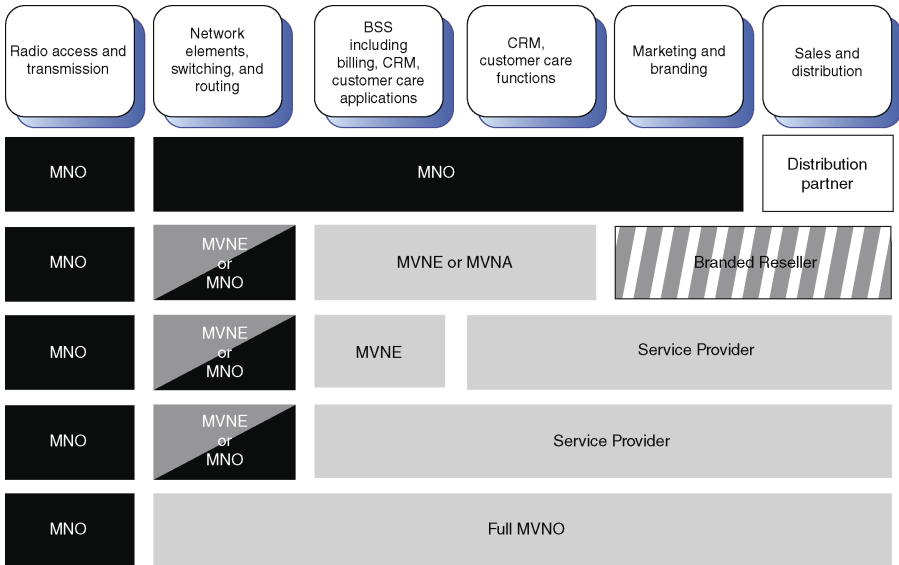 Radio access and
transmission
Network
elements,
switching, and
routing
BSS
including
billing, CRM,
customer care
applications
CRM,
customer care
functions
Marketing and
branding
Sales and
distribution
MNO
MNO
Distribution
partner
MNO
MVNE
or
MNO
MVNE or MVNA
Branded Reseller
MNO
MVNE
or
MNO
MVNE
Service Provider
MNO
MVNE
or
MNO
Service Provider
MNO
Full MVNO